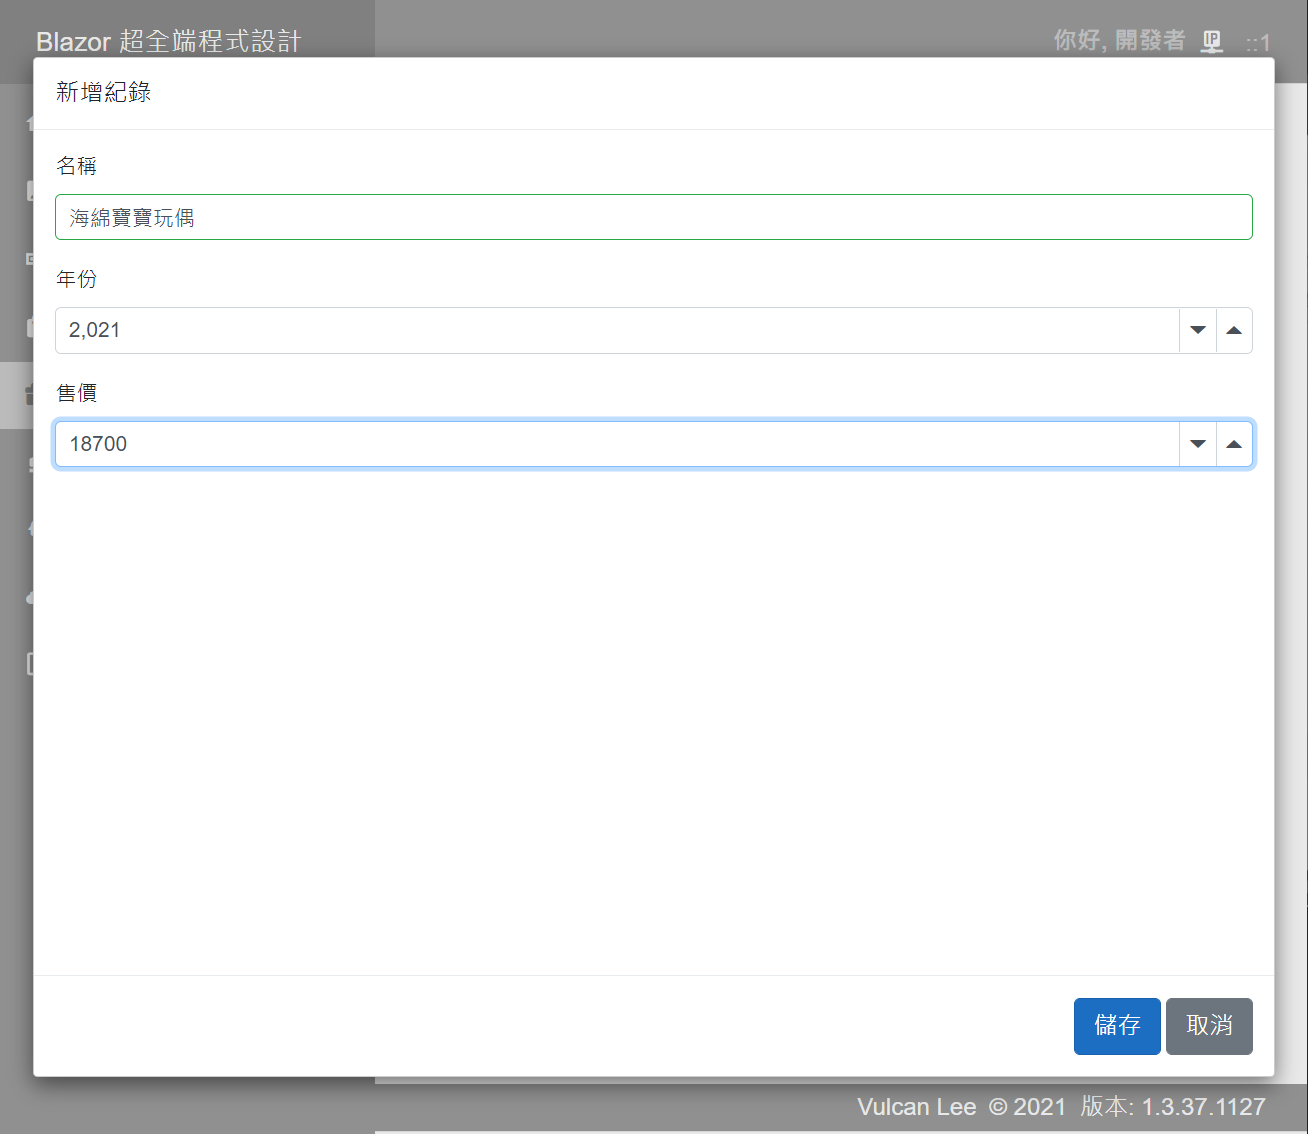 Blazor 超全端程式設計
你好, 開發者 IP ::1
新增紀錄
名稱
海綿寶寶玩偶
年份
2,021
售價
18700
儲存 取消
Vulcan Lee © 2021 版本: 1.3.37.1127